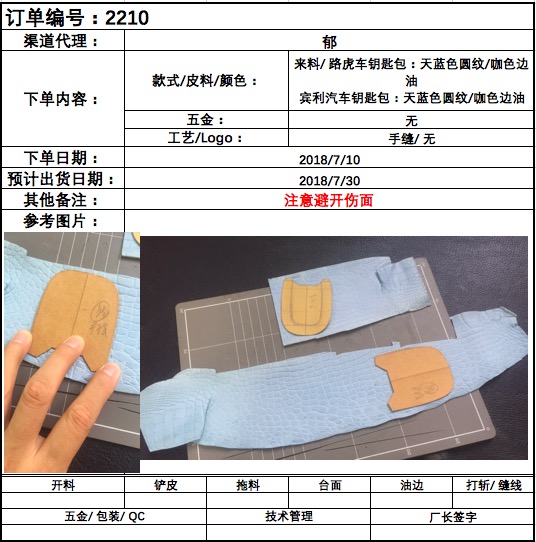 订单编号：2210
渠道代理：
郁
下单内容：
款式/皮料/颜色：
来料/ 路虎车钥匙包：天蓝色圆纹/咖色边
油
宾利汽车钥匙包：天蓝色圆纹/咖色边油
五金：
无
工艺/Logo：
手缝/ 无
下单日期：
2018/7/10
预计出货日期：
2018/7/30
其他备注：
注意避开伤面
参考图片：
开料
铲皮
拖料
台面
油边
打斩/ 缝线
五金/ 包装/ QC
技术管理
厂长签字